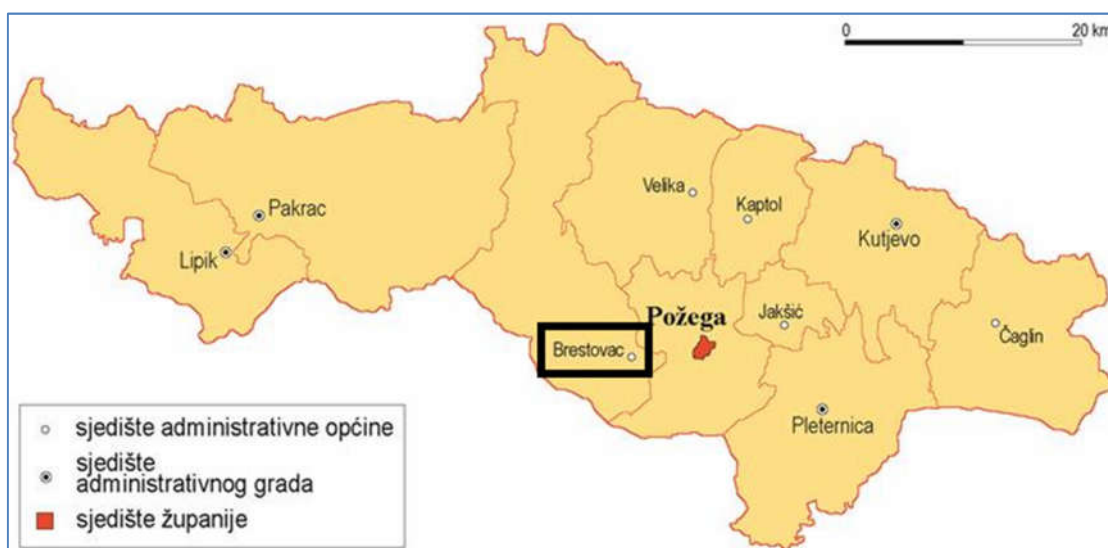 0 20 km
Velika
Kaptol
Pakrac
Kutjevo
Lipik
Požega
Jakšić
Čaglin
Brestovac
Pleternica
sjedište administrativne općine
sjedište
administrativnog grada
sjedište županije